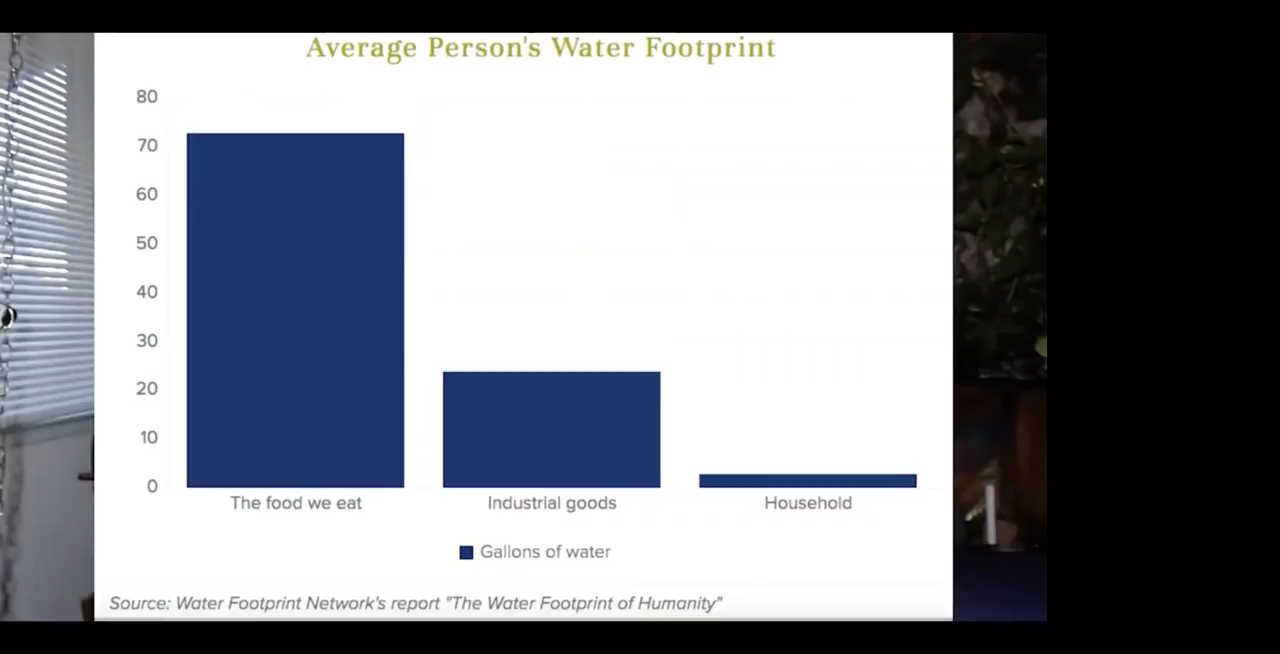 Average Person's Water Footprint
80
70
60
50
40
30
20
10
0
The food we eat
Industrial goods
Household
Gallons of water
Source: Water Footprint Network's report "The Water Footprint of Humanity"